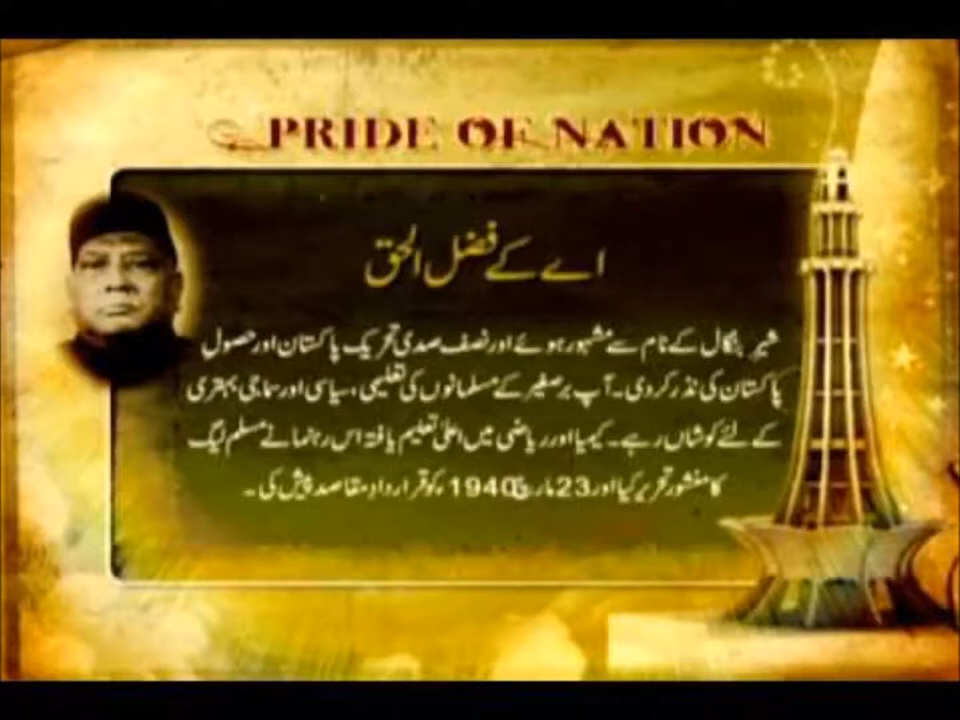 PRIDE OF NATION
اے کے فضل الحق
شیر بنگال کے نام سے مشہور ہوئے اور نصف صدی تحریک پاکستان اور حصول
پاکستان کی نذر کر دی۔ آپ برصغیر کے مسلمانوں کی تعلیمی، سیاسی اور سماجی بہتری
کے لئے کوشاں رہے۔ کیمیا اور ریاضی میں اعلیٰ تعلیم یافتہ اس رہنما نے مسلم لیگ
کا منشور تحریر کیا اور 23 مارچ 1940ء کو قراردادِ مقاصد پیش کی۔